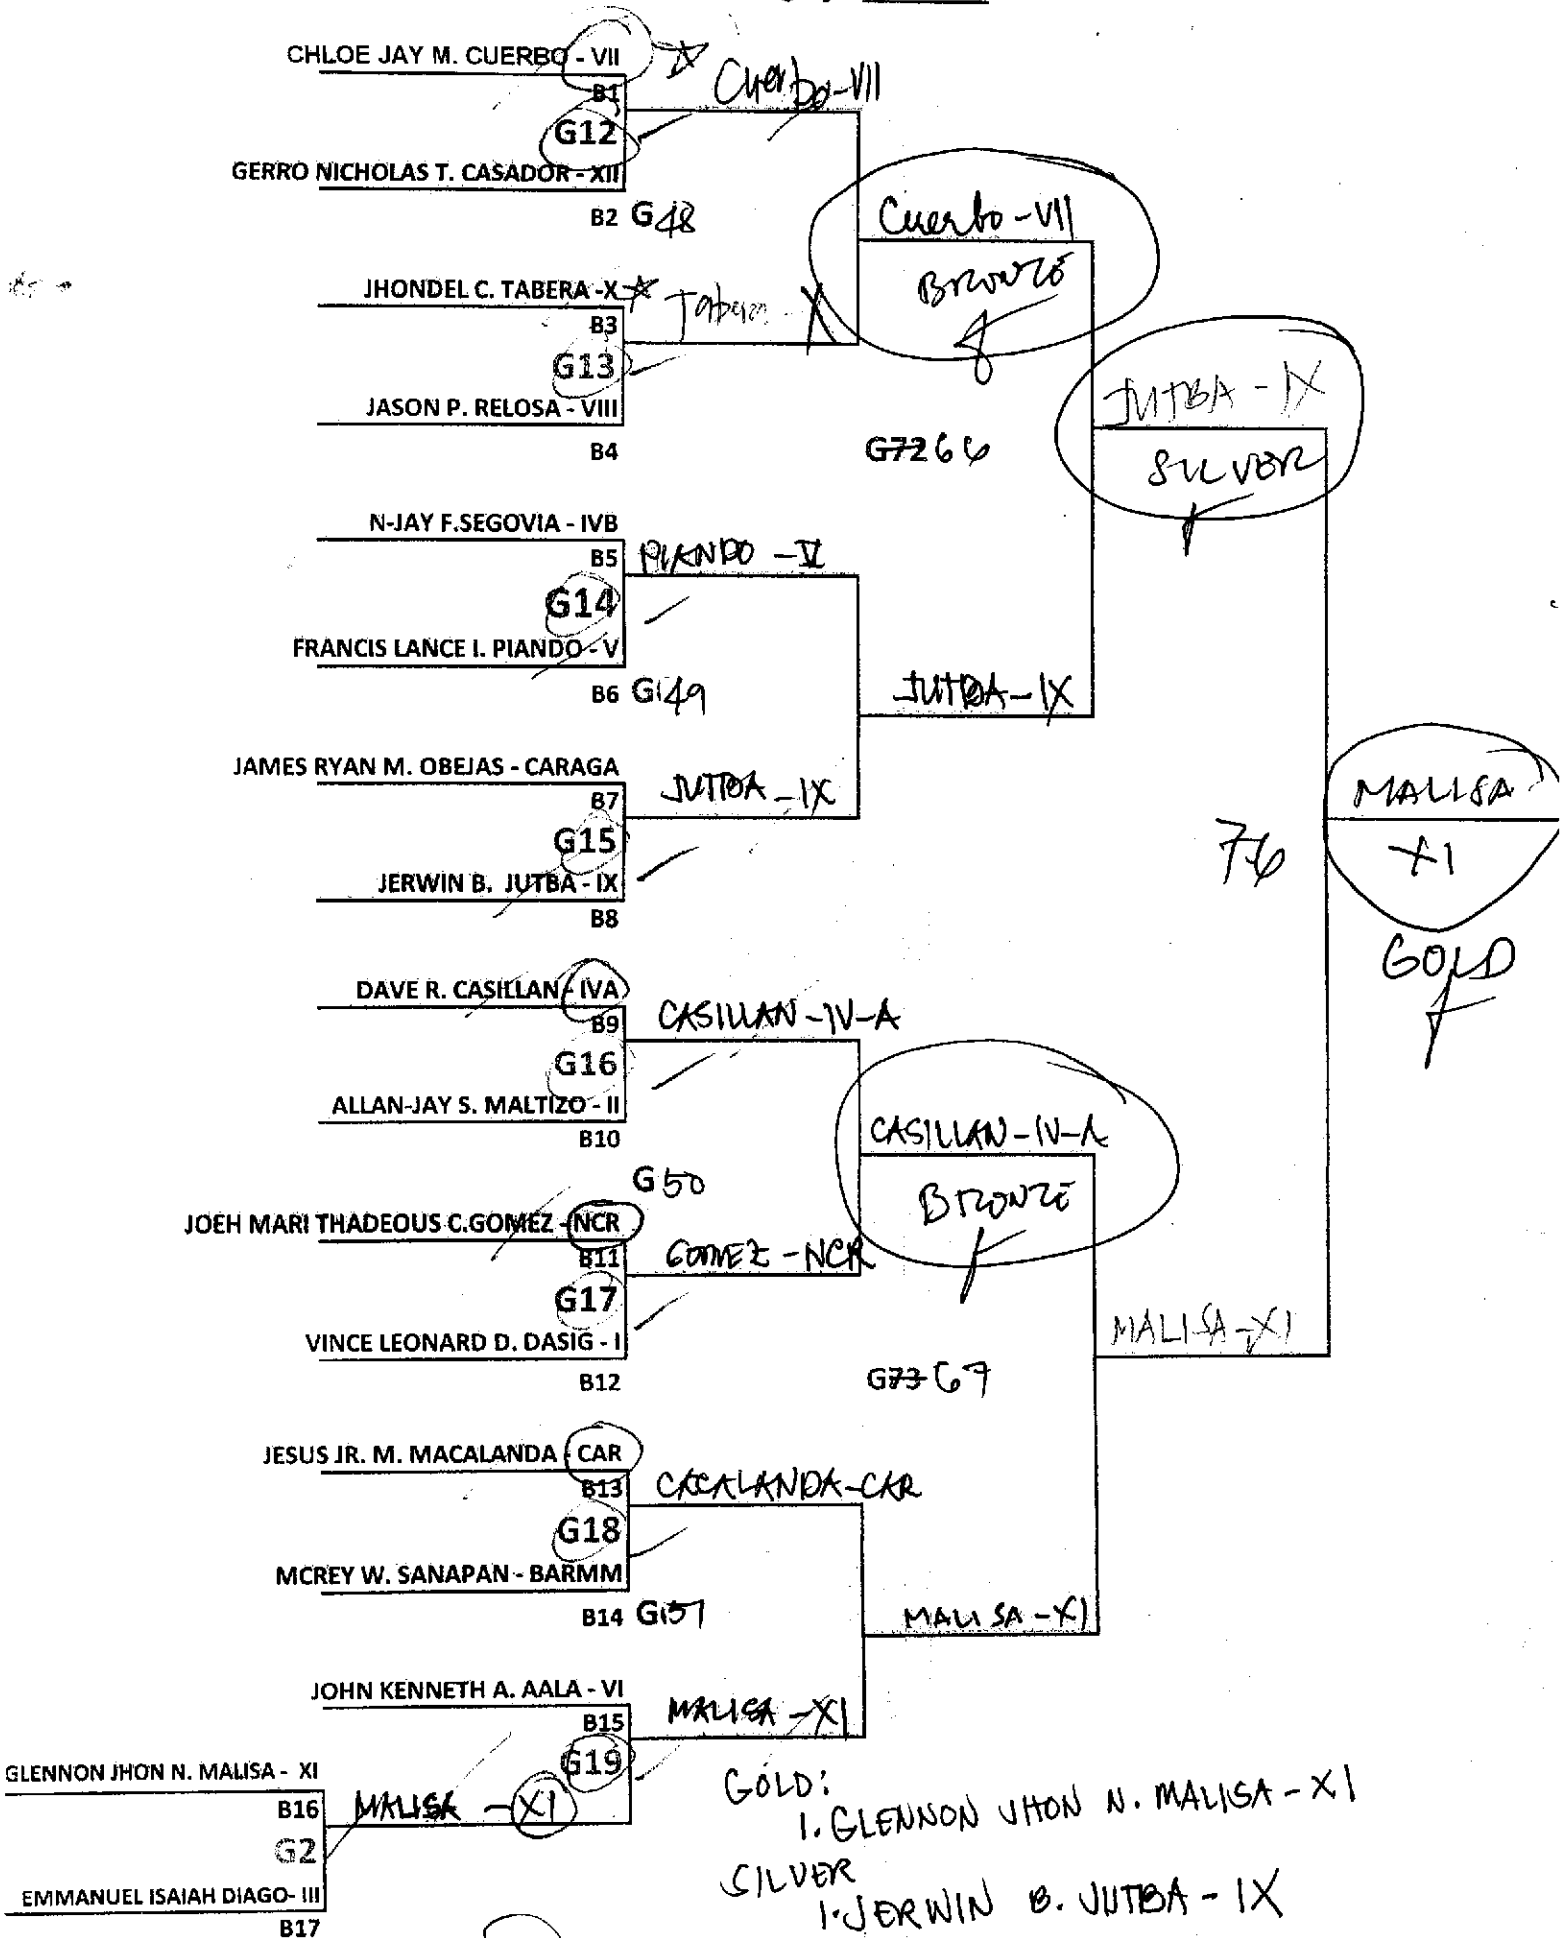 CHLOE JAY M. CUERBO - VII
B1
Cuerbo-VII
G12
GERRO NICHOLAS T. CASADOR - XII
B2 G48
Cuerbo-VII
BRONZE
JHONDEL C. TABERA -X
Tabera X
B3
G13
JASON P. RELOSA - VIII
B4
G72 66
JUTBA - IX
SILVER
N-JAY F.SEGOVIA - IVB
B5
PIANDO - V
G14
FRANCIS LANCE I. PIANDO - V
B6 G49
JUTBA - IX
JAMES RYAN M. OBEJAS - CARAGA
B7
JUTBA - IX
G15
JERWIN B. JUTBA - IX
B8
76
MALISA
XI
GOLD
DAVE R. CASILLAN - IVA
B9
CASILLAN - IV-A
G16
ALLAN-JAY S. MALTIZO - II
B10
CASILLAN - IV-A
BRONZE
G50
JOEH MARI THADEOUS C.GOMEZ - NCR
B11
GOMEZ - NCR
G17
VINCE LEONARD D. DASIG - I
B12
MALISA - XI
G73 67
JESUS JR. M. MACALANDA - CAR
B13
CACALANDA-CAR
G18
MCREY W. SANAPAN - BARMM
B14 G51
MALISA - XI
JOHN KENNETH A. AALA - VI
B15
MALISA - XI
G19
GLENNON JHON N. MALISA - XI
B16
MALISA - XI
G2
EMMANUEL ISAIAH DIAGO- III
B17
GOLD:
1. GLENNON JHON N. MALISA - XI
SILVER
1. JERWIN B. JUTBA - IX